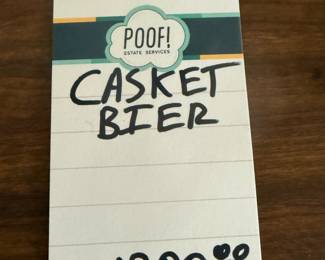 POOF!
ESTATE SERVICES
CASKET
BIER